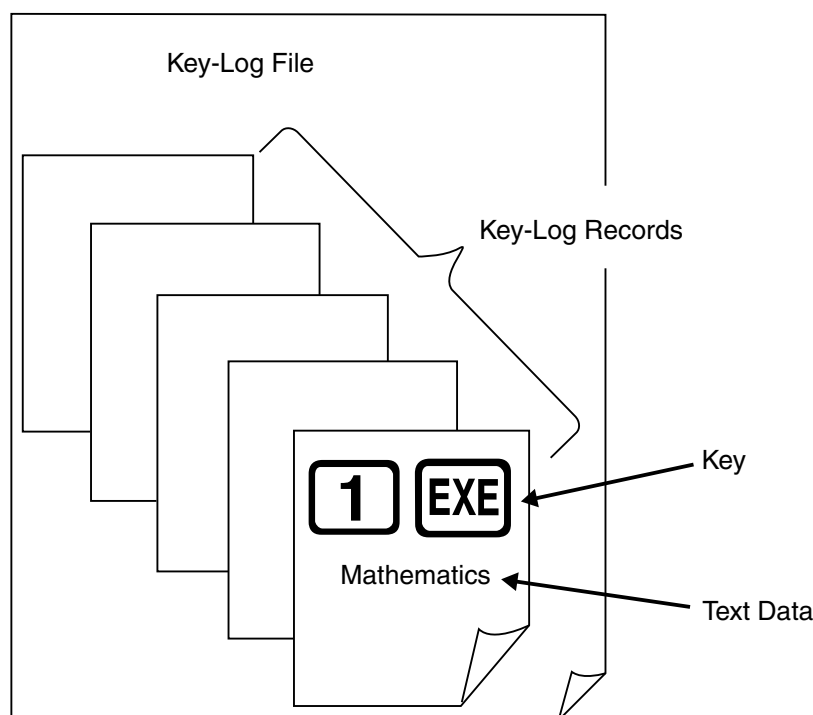 Key-Log File
Key-Log Records
1 EXE
Key
Mathematics
Text Data